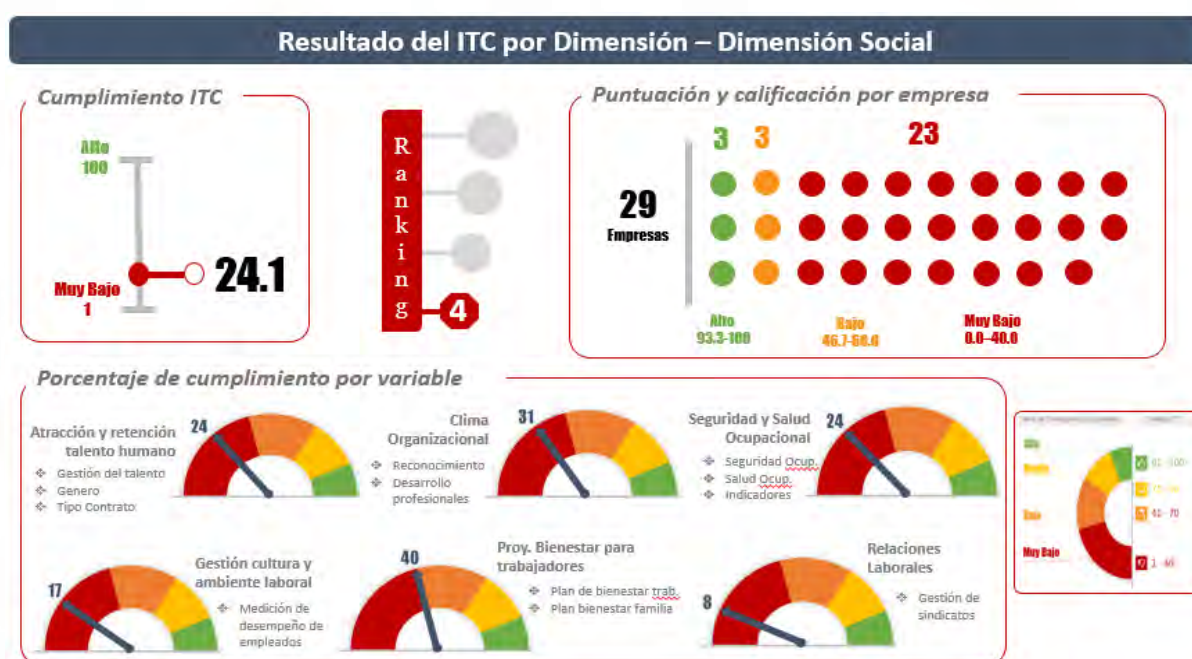 Resultado del ITC por Dimensión – Dimensión Social
Cumplimiento ITC
Alto
100
Muy Bajo
1
24.1
Ranking
4
Puntuación y calificación por empresa
3
3
23
29
Empresas
Alto
93.3-100
Bajo
Muy Bajo
0.0–40.0
Porcentaje de cumplimiento por variable
Atracción y retención
talento humano
❖ Gestión del talento
❖ Genero
❖ Tipo Contrato
24
Clima
Organizacional
❖ Reconocimiento
❖ Desarrollo
profesionales
31
Seguridad y Salud
Ocupacional
❖ Seguridad Ocup.
❖ Salud Ocup.
❖ Indicadores
24
17
Gestión cultura y
ambiente laboral
❖ Medición de
desempeño de
empleados
40
Proy. Bienestar para
trabajadores
❖ Plan de bienestar trab.
❖ Plan bienestar familia
8
Relaciones
Laborales
❖ Gestión de
sindicatos
Bajo
41 - 70
Muy Bajo